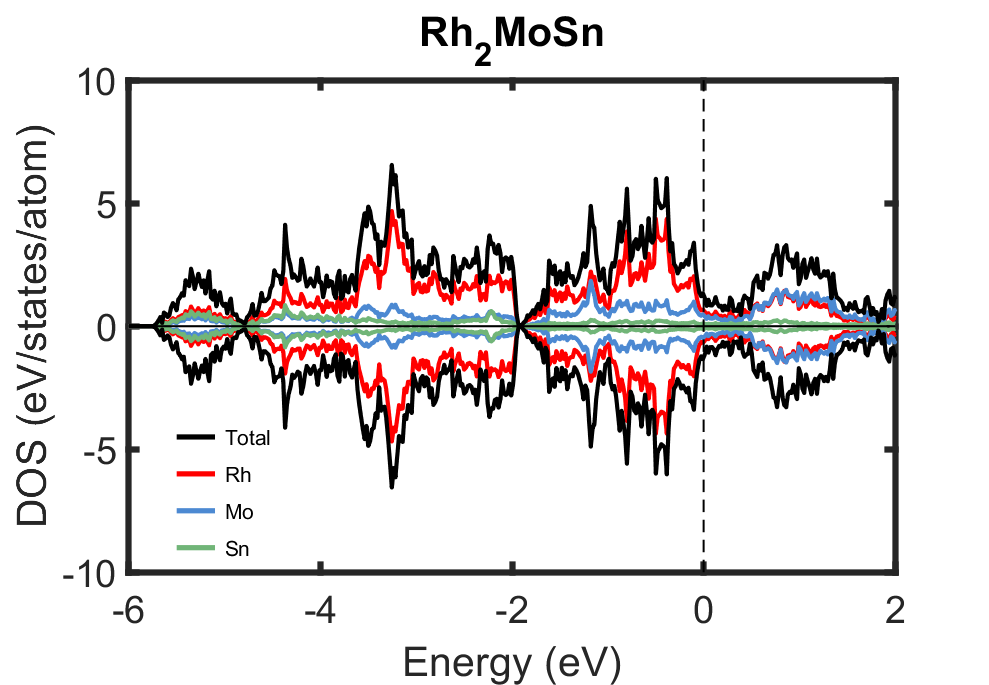 Rh₂MoSn
10
5
0
-5
-10
DOS (eV/states/atom)
Total
Rh
Mo
Sn
-6 -4 -2 0 2
Energy (eV)